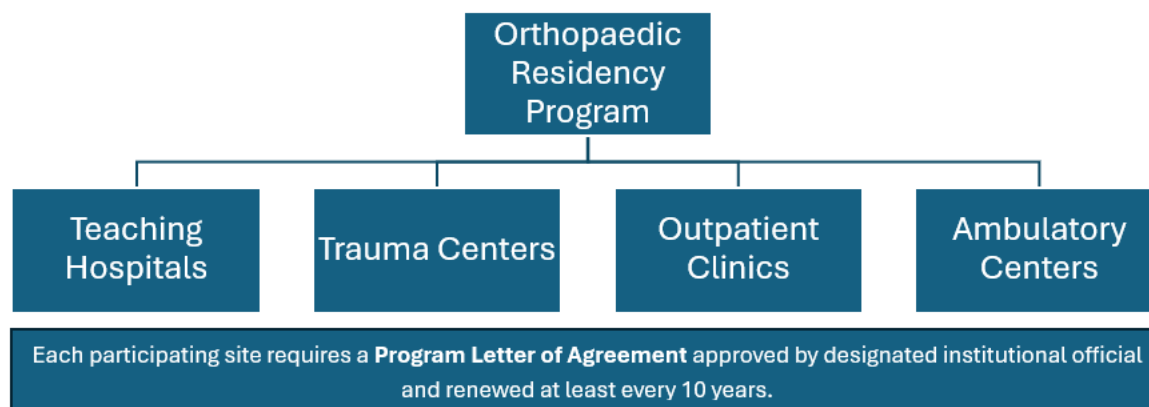 Orthopaedic
Residency
Program
Teaching
Hospitals
Trauma Centers
Outpatient
Clinics
Ambulatory
Centers
Each participating site requires a Program Letter of Agreement approved by designated institutional official
and renewed at least every 10 years.